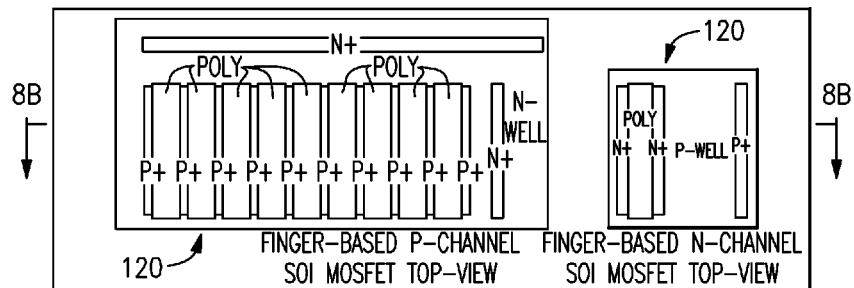 N+
120
POLY POLY
8B 8B
N-WELL
POLY
P+ P+ P+ P+ P+ P+ P+ P+ P+ P+ N+
N+ N+ P-WELL P+
120
FINGER-BASED P-CHANNEL
SOI MOSFET TOP-VIEW
FINGER-BASED N-CHANNEL
SOI MOSFET TOP-VIEW